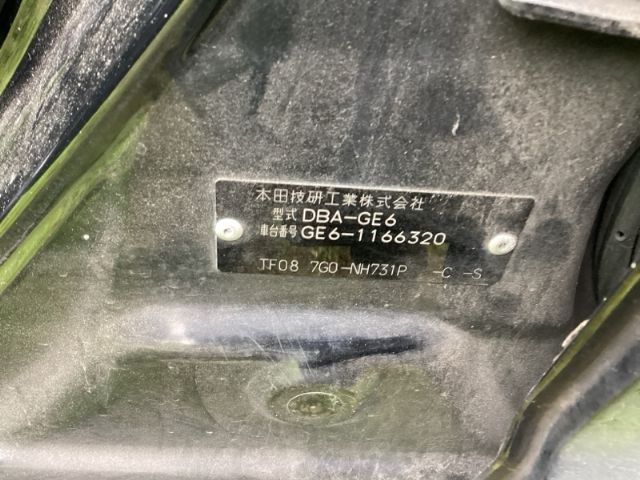 本田技研工業株式会社
型式 DBA-GE6
車台番号 GE6-1166320
TF08 7G0-NH731P -C -S